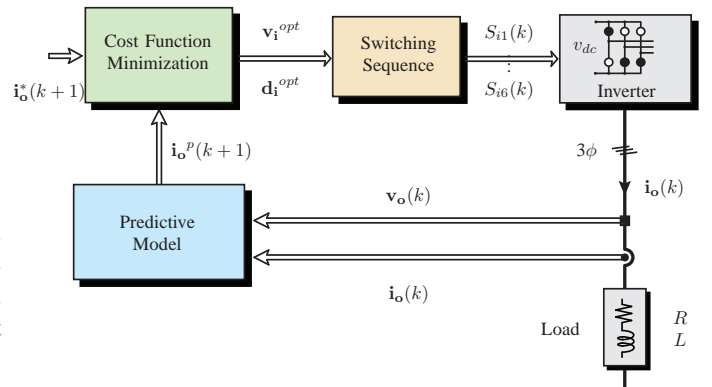 Cost Function
Minimization
v_i^opt
d_i^opt
Switching
Sequence
S_i1(k)
⋮
S_i6(k)
v_dc
Inverter
i_o^*(k+1)
i_o^p(k+1)
3ϕ
i_o(k)
Predictive
Model
v_o(k)
i_o(k)
Load
R
L